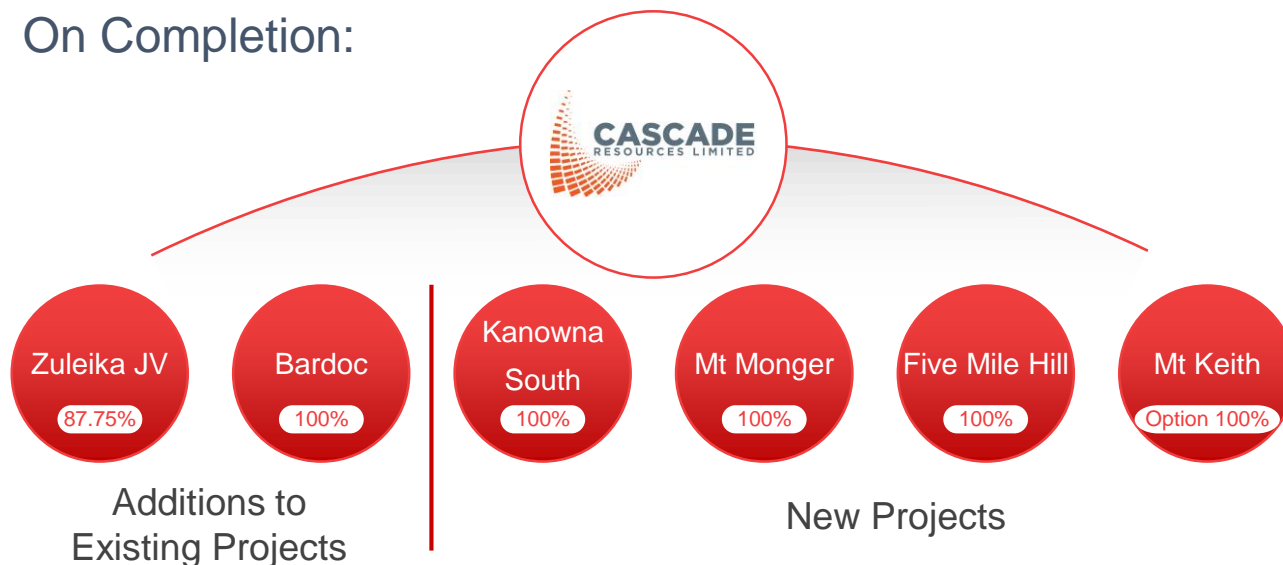 On Completion:
CASCADE
RESOURCES LIMITED
Zuleika JV
87.75%
Bardoc
100%
Kanowna
South
100%
Mt Monger
100%
Five Mile Hill
100%
Mt Keith
Option 100%
Additions to
Existing Projects
New Projects